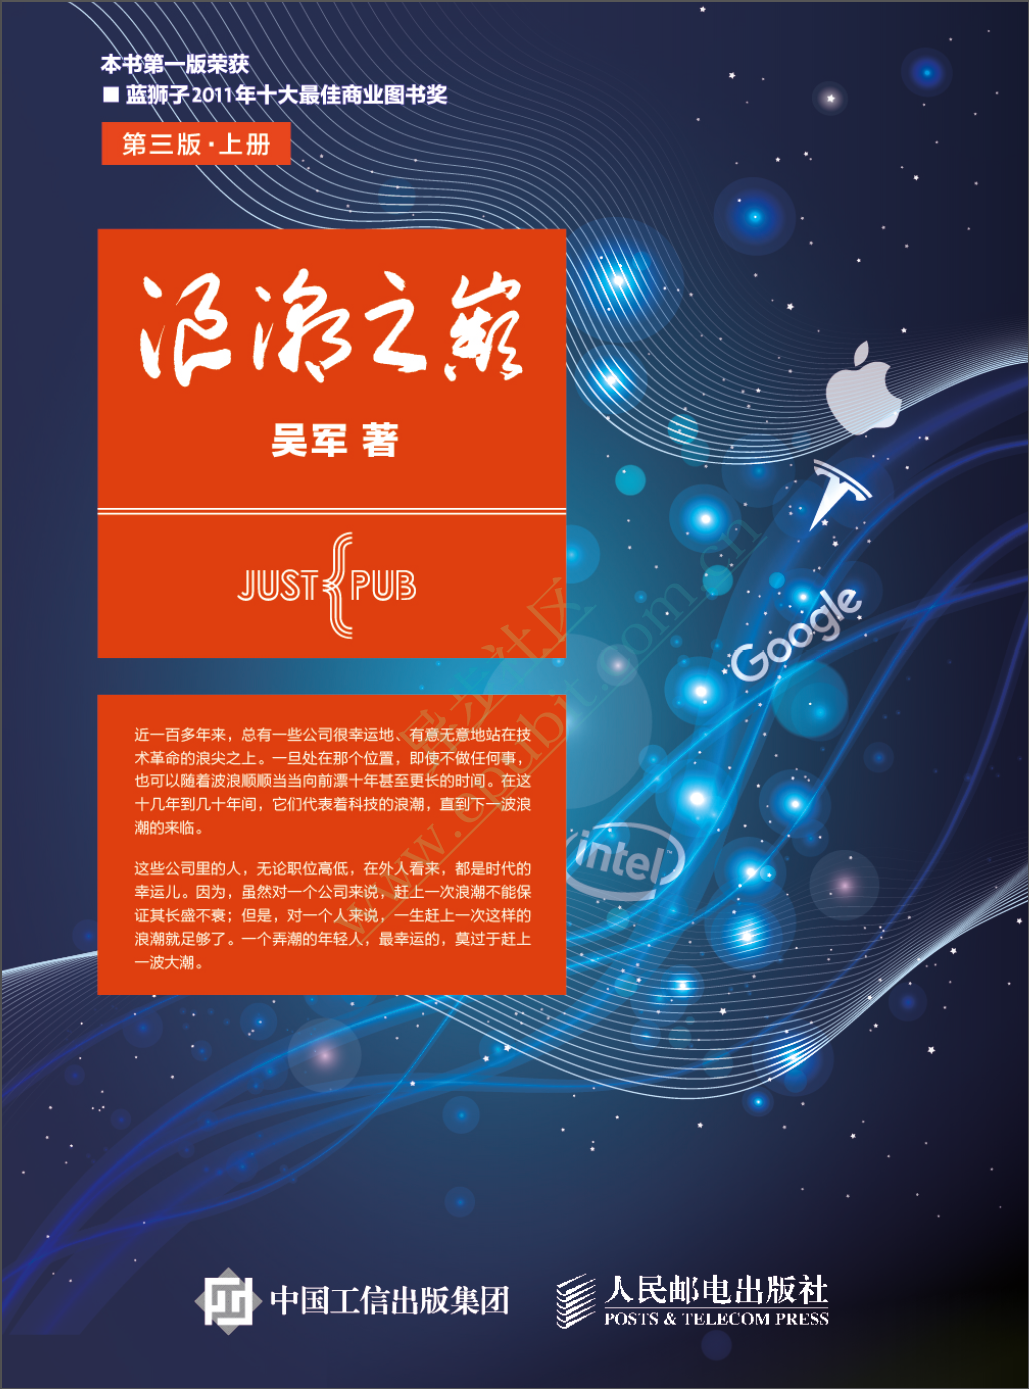 本书第一版荣获
■ 蓝狮子2011年十大最佳商业图书奖
第三版·上册
浪潮之巅
吴军 著
JUST PUB
近一百多年来，总有一些公司很幸运地、有意无意地站在技
术革命的浪尖之上。一旦处在那个位置，即使不做任何事，
也可以随着波浪顺顺当当向前漂十年甚至更长的时间。在这
十几年到几十年间，它们代表着科技的浪潮，直到下一波浪
潮的来临。
这些公司里的人，无论职位高低，在外人看来，都是时代的
幸运儿。因为，虽然对一个公司来说，赶上一次浪潮不能保
证其长盛不衰；但是，对一个人来说，一生赶上一次这样的
浪潮就足够了。一个弄潮的年轻人，最幸运的，莫过于赶上
一波大潮。
Google
intel
异步社区
www.epubit.com.cn
中国工信出版集团
人民邮电出版社
POSTS & TELECOM PRESS